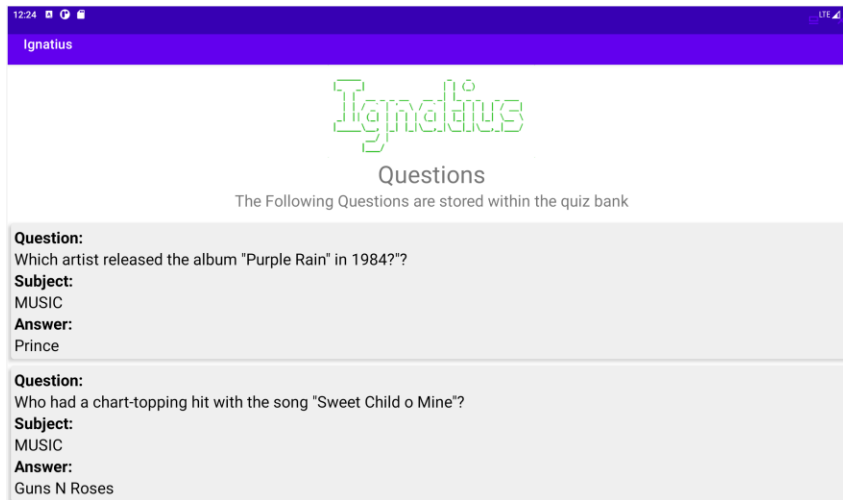 12:24
LTE
Ignatius
Ignatius
Questions
The Following Questions are stored within the quiz bank
Question:
Which artist released the album "Purple Rain" in 1984?"?
Subject:
MUSIC
Answer:
Prince
Question:
Who had a chart-topping hit with the song "Sweet Child o Mine"?
Subject:
MUSIC
Answer:
Guns N Roses